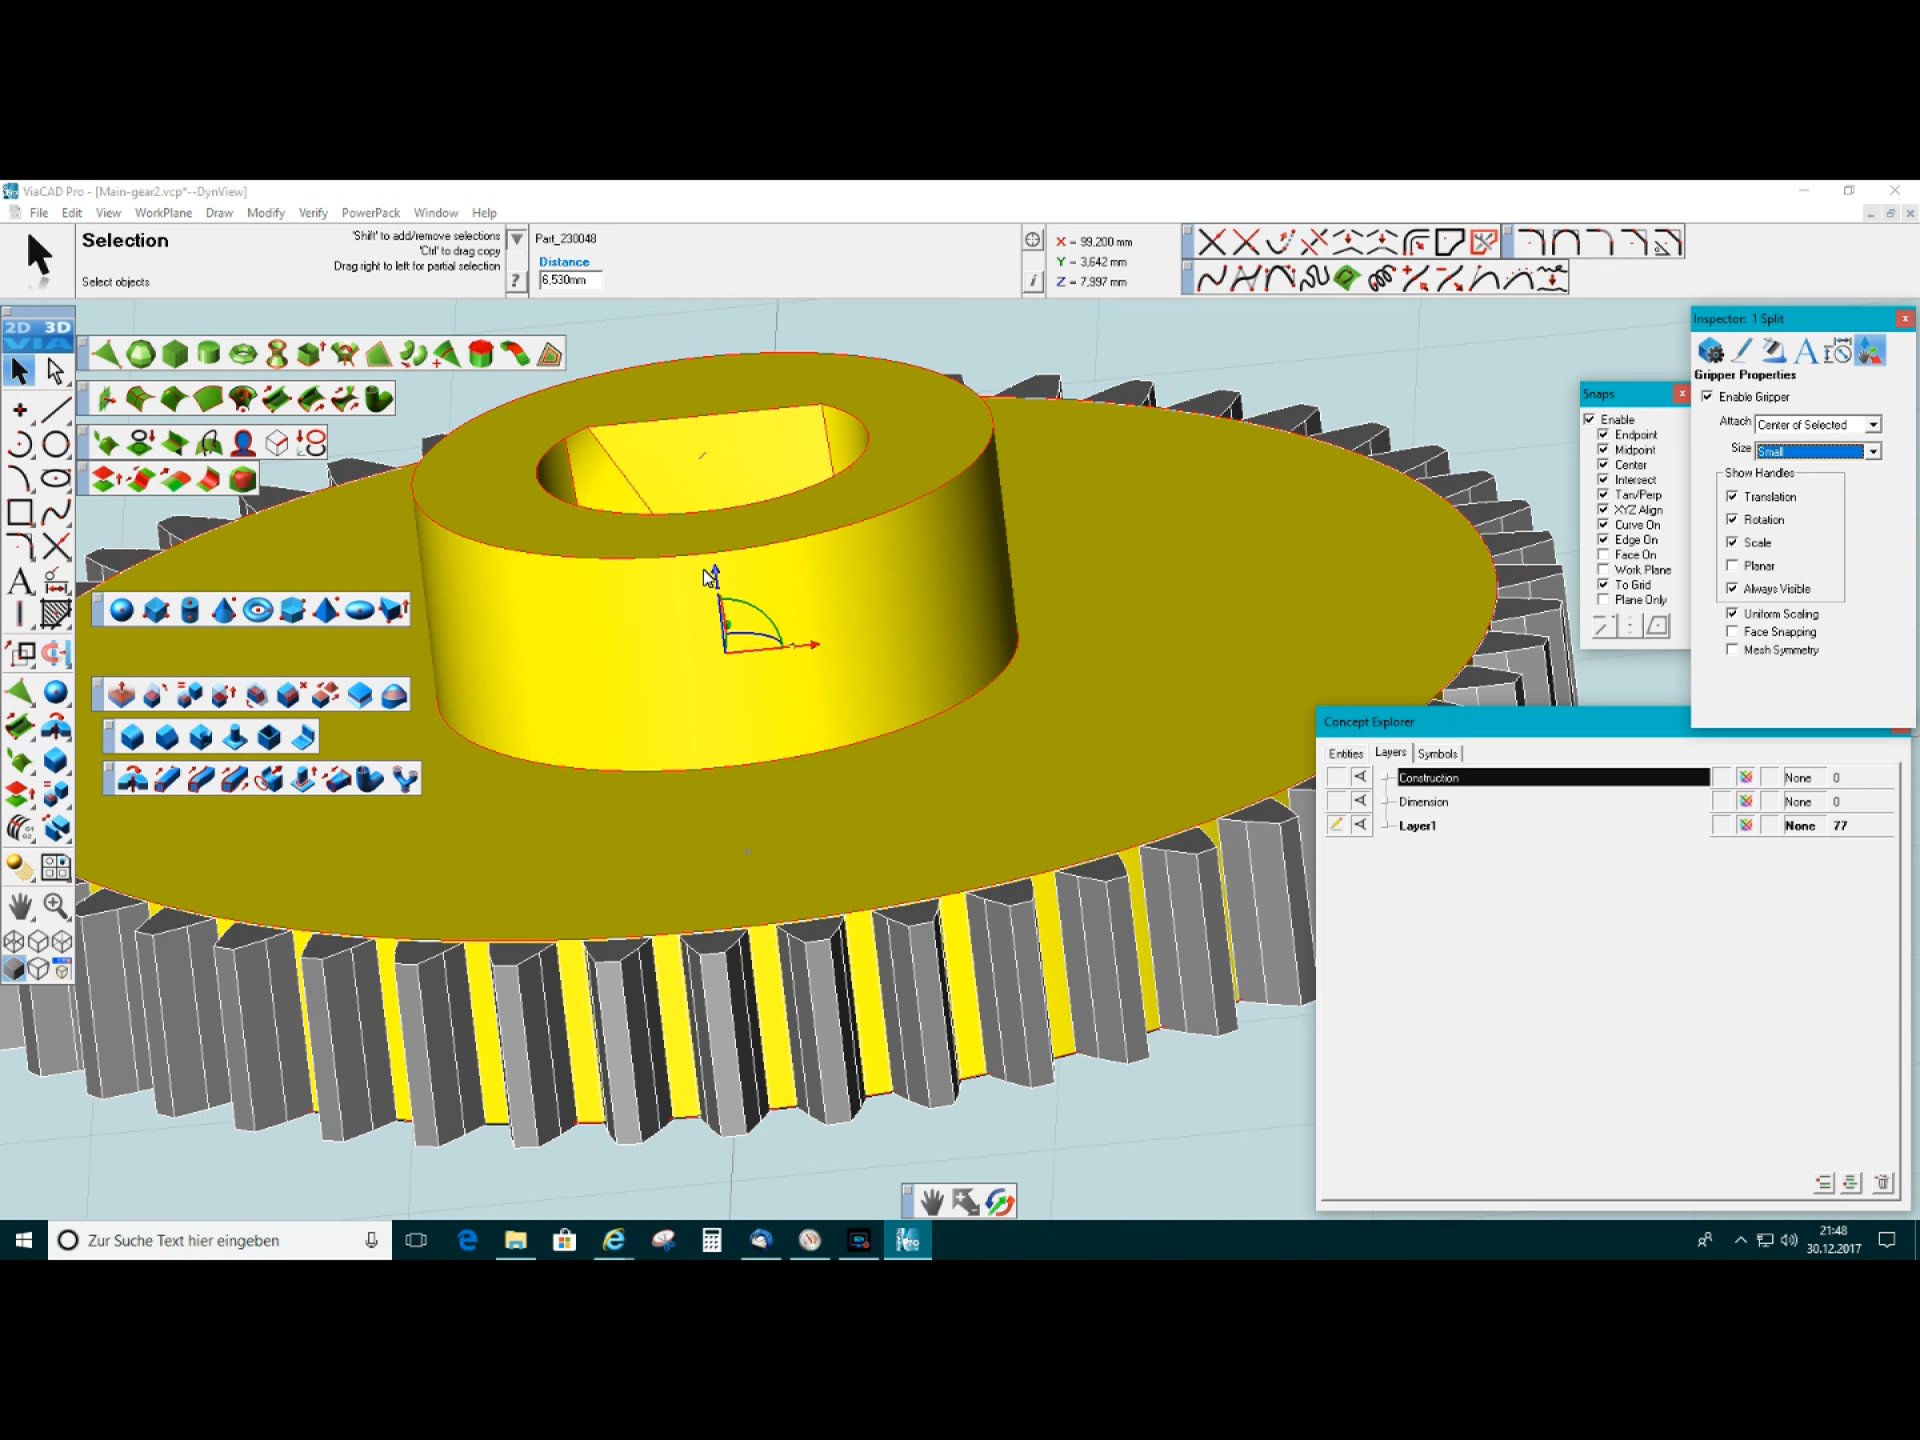 ViaCAD Pro - [Main-gear2.vcp*--DynView]
File Edit View WorkPlane Draw Modify Verify PowerPack Window Help
Selection
'Shift' to add/remove selections
'Ctrl' to drag copy
Drag right to left for partial selection
Select objects
Part_230048
Distance
6,530mm
X = 99,200 mm
Y = 3,642 mm
Z = 7,997 mm
2D 3D
VIA
Snaps
Enable
Endpoint
Midpoint
Center
Intersect
Tan/Perp
XYZ Align
Curve On
Edge On
Face On
Work Plane
To Grid
Plane Only
Inspector: 1 Split
Gripper Properties
Enable Gripper
Attach Center of Selected
Size Small
Show Handles
Translation
Rotation
Scale
Planar
Always Visible
Uniform Scaling
Face Snapping
Mesh Symmetry
Concept Explorer
Entities Layers Symbols
Construction None 0
Dimension None 0
Layer1 None 77
Zur Suche Text hier eingeben
21:48
30.12.2017